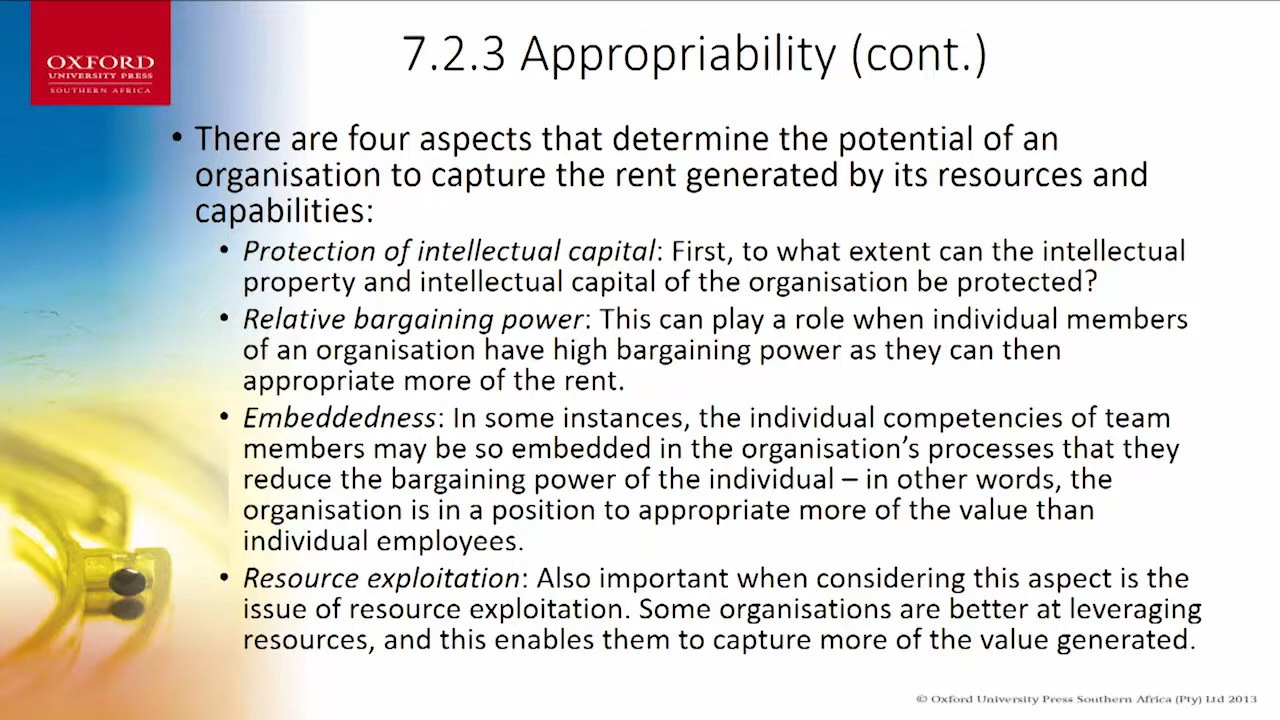 OXFORD
UNIVERSITY PRESS
SOUTHERN AFRICA
7.2.3 Appropriability (cont.)
• There are four aspects that determine the potential of an
organisation to capture the rent generated by its resources and
capabilities:
• Protection of intellectual capital: First, to what extent can the intellectual
property and intellectual capital of the organisation be protected?
• Relative bargaining power: This can play a role when individual members
of an organisation have high bargaining power as they can then
appropriate more of the rent.
• Embeddedness: In some instances, the individual competencies of team
members may be so embedded in the organisation’s processes that they
reduce the bargaining power of the individual – in other words, the
organisation is in a position to appropriate more of the value than
individual employees.
• Resource exploitation: Also important when considering this aspect is the
issue of resource exploitation. Some organisations are better at leveraging
resources, and this enables them to capture more of the value generated.
© Oxford University Press Southern Africa (Pty) Ltd 2013